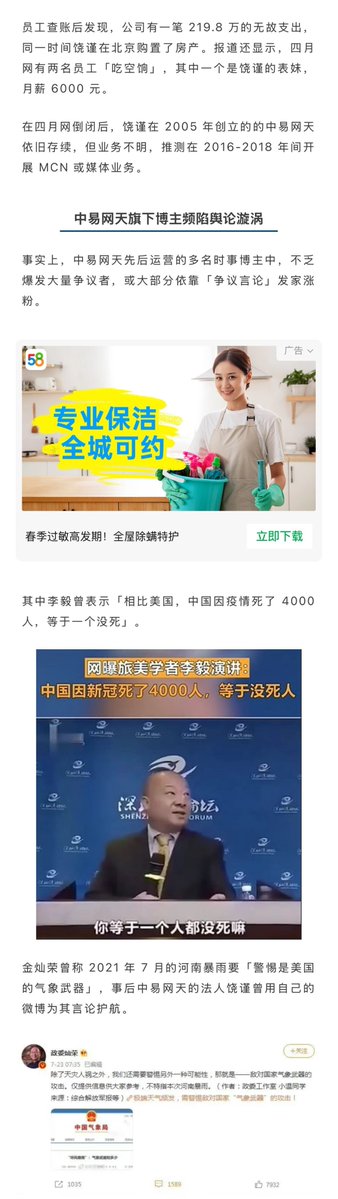 员工查账后发现，公司有一笔 219.8 万的无故支出，
同一时间饶谨在北京购置了房产。报道还显示，四月
网有两名员工「吃空饷」，其中一个是饶谨的表妹，
月薪 6000 元。
在四月网倒闭后，饶谨在 2005 年创立的的中易网天
依旧存续，但业务不明，推测在 2016-2018 年间开
展 MCN 或媒体业务。
中易网天旗下博主频陷舆论漩涡
事实上，中易网天先后运营的多名时事博主中，不乏
爆发大量争议者，或大部分依靠「争议言论」发家涨
粉。
58
广告
专业保洁
全城可约
春季过敏高发期！全屋除螨特护
立即下载
其中李毅曾表示「相比美国，中国因疫情死了 4000
人，等于一个没死」。
网曝旅美学者李毅演讲：
中国因新冠死了4000人，等于没死人
SHENZHEN FORUM
你等于一个人都没死嘛
金灿荣曾称 2021 年 7 月的河南暴雨要「警惕是美国
的气象武器」，事后中易网天的法人饶谨曾用自己的
微博为其言论护航。
政委灿荣
+关注
7-23 07:35 已编辑
除了天灾人祸之外，我们还需要警惕另外一种可能性，那就是——敌对国家气象武器的
攻击。仅提供信息供大家参考，不特指本次河南暴雨。（作者：政委工作室 小温同学
来源：综合解放军报等）极端天气频发，需警惕敌对国家“气象武器”的攻击！
中国气象局
1035
1589
7932